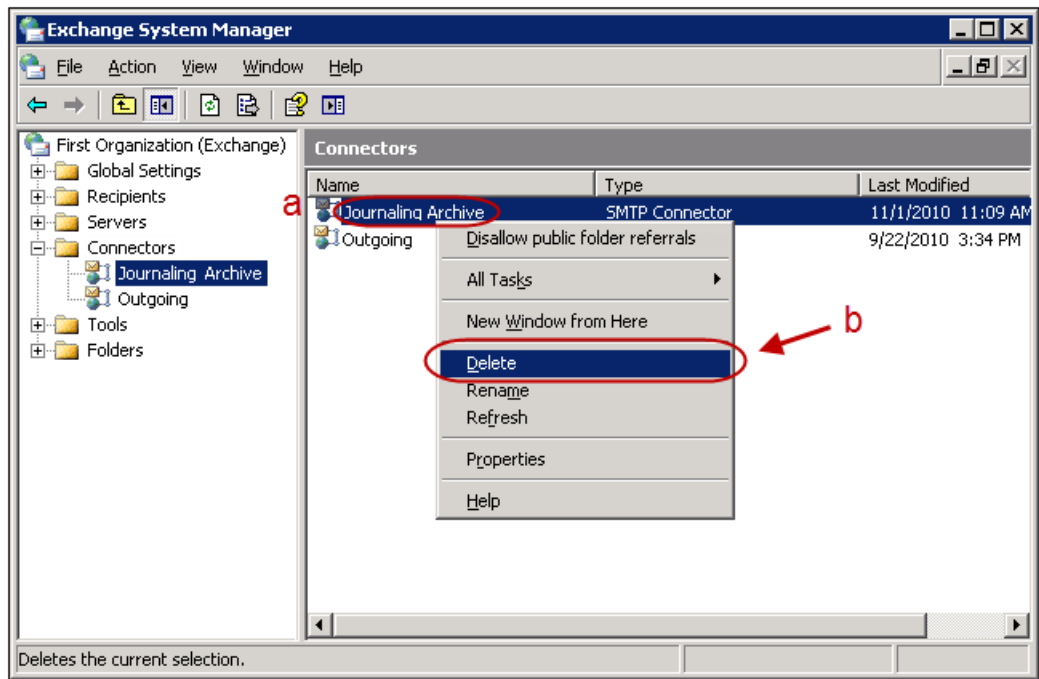 Exchange System Manager
File Action View Window Help
First Organization (Exchange)
Global Settings
Recipients
Servers
Connectors
Journaling Archive
Outgoing
Tools
Folders
Connectors
Name Type Last Modified
a Journaling Archive SMTP Connector 11/1/2010 11:09 AM
Outgoing 9/22/2010 3:34 PM
Disallow public folder referrals
All Tasks
New Window from Here
b
Delete
Rename
Refresh
Properties
Help
Deletes the current selection.